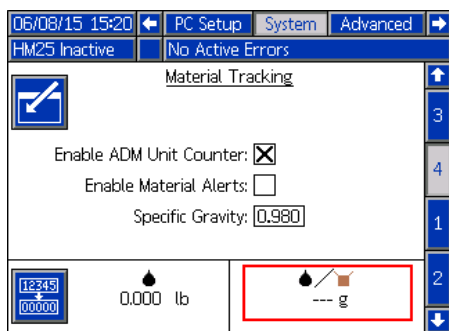 06/08/15 15:20 PC Setup System Advanced
HM25 Inactive No Active Errors
Material Tracking
3
Enable ADM Unit Counter:
4
Enable Material Alerts:
Specific Gravity: 0.980
1
2
12345
00000
0.000 lb
--- g